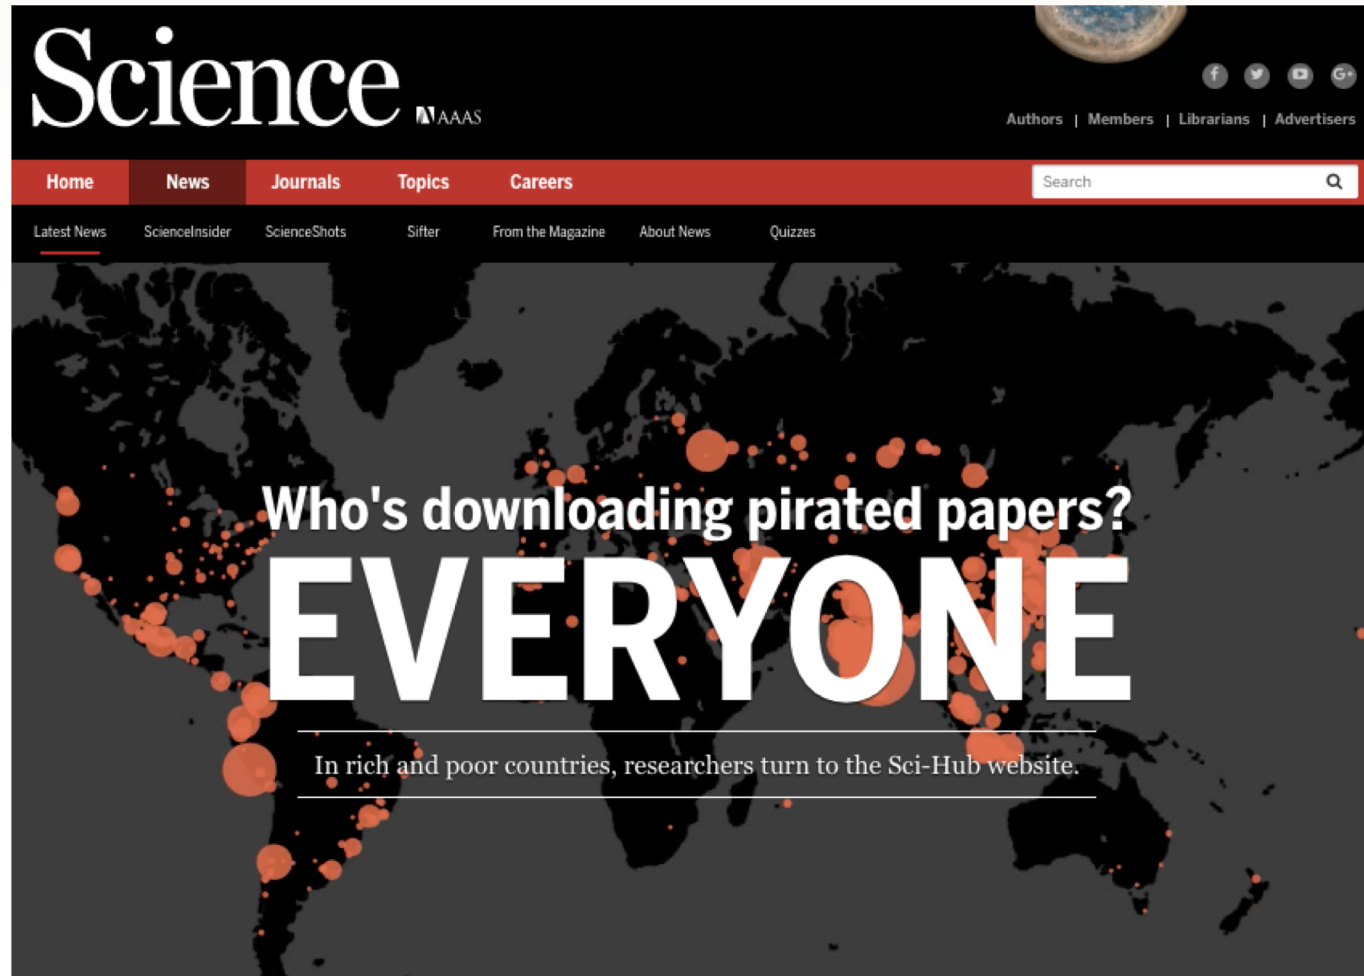 Science
AAAS
Authors | Members | Librarians | Advertisers
Home News Journals Topics Careers Search
Latest News ScienceInsider ScienceShots Sifter From the Magazine About News Quizzes
Who's downloading pirated papers?
EVERYONE
In rich and poor countries, researchers turn to the Sci-Hub website.